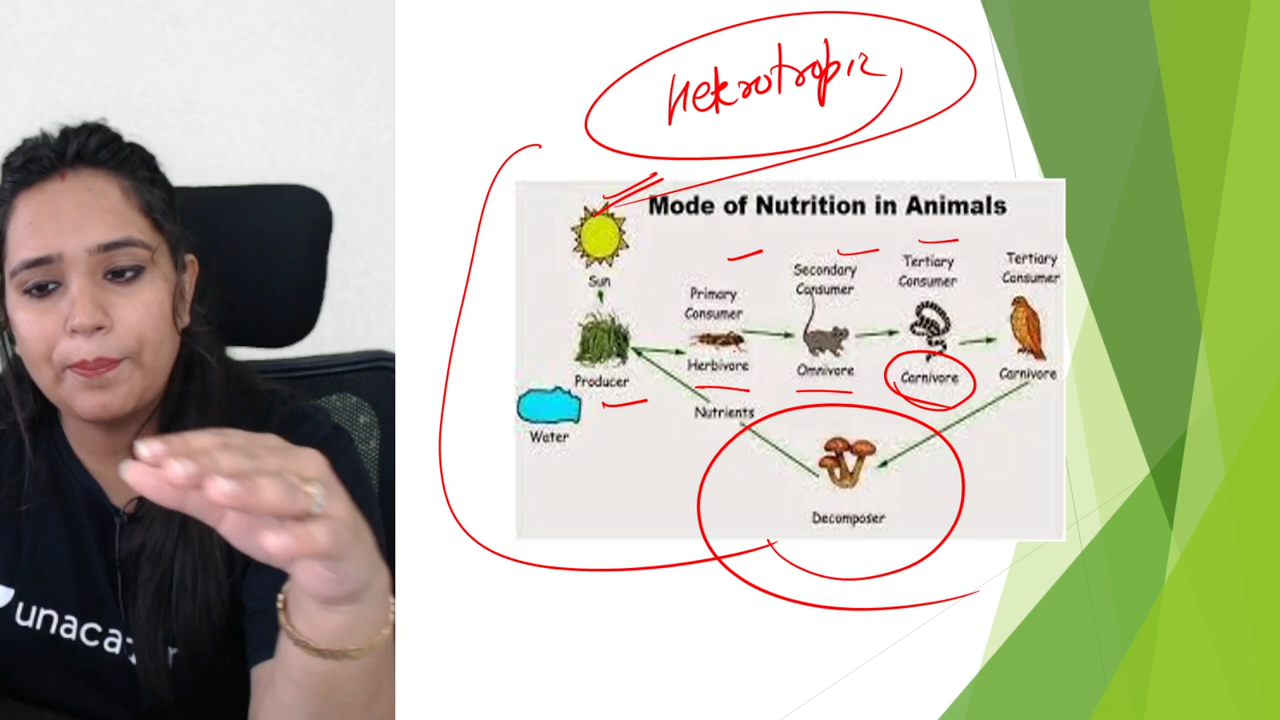 Hetrotropic
Mode of Nutrition in Animals
Sun
Primary
Consumer
Secondary
Consumer
Tertiary
Consumer
Tertiary
Consumer
Producer
Herbivore
Omnivore
Carnivore
Carnivore
Water
Nutrients
Decomposer